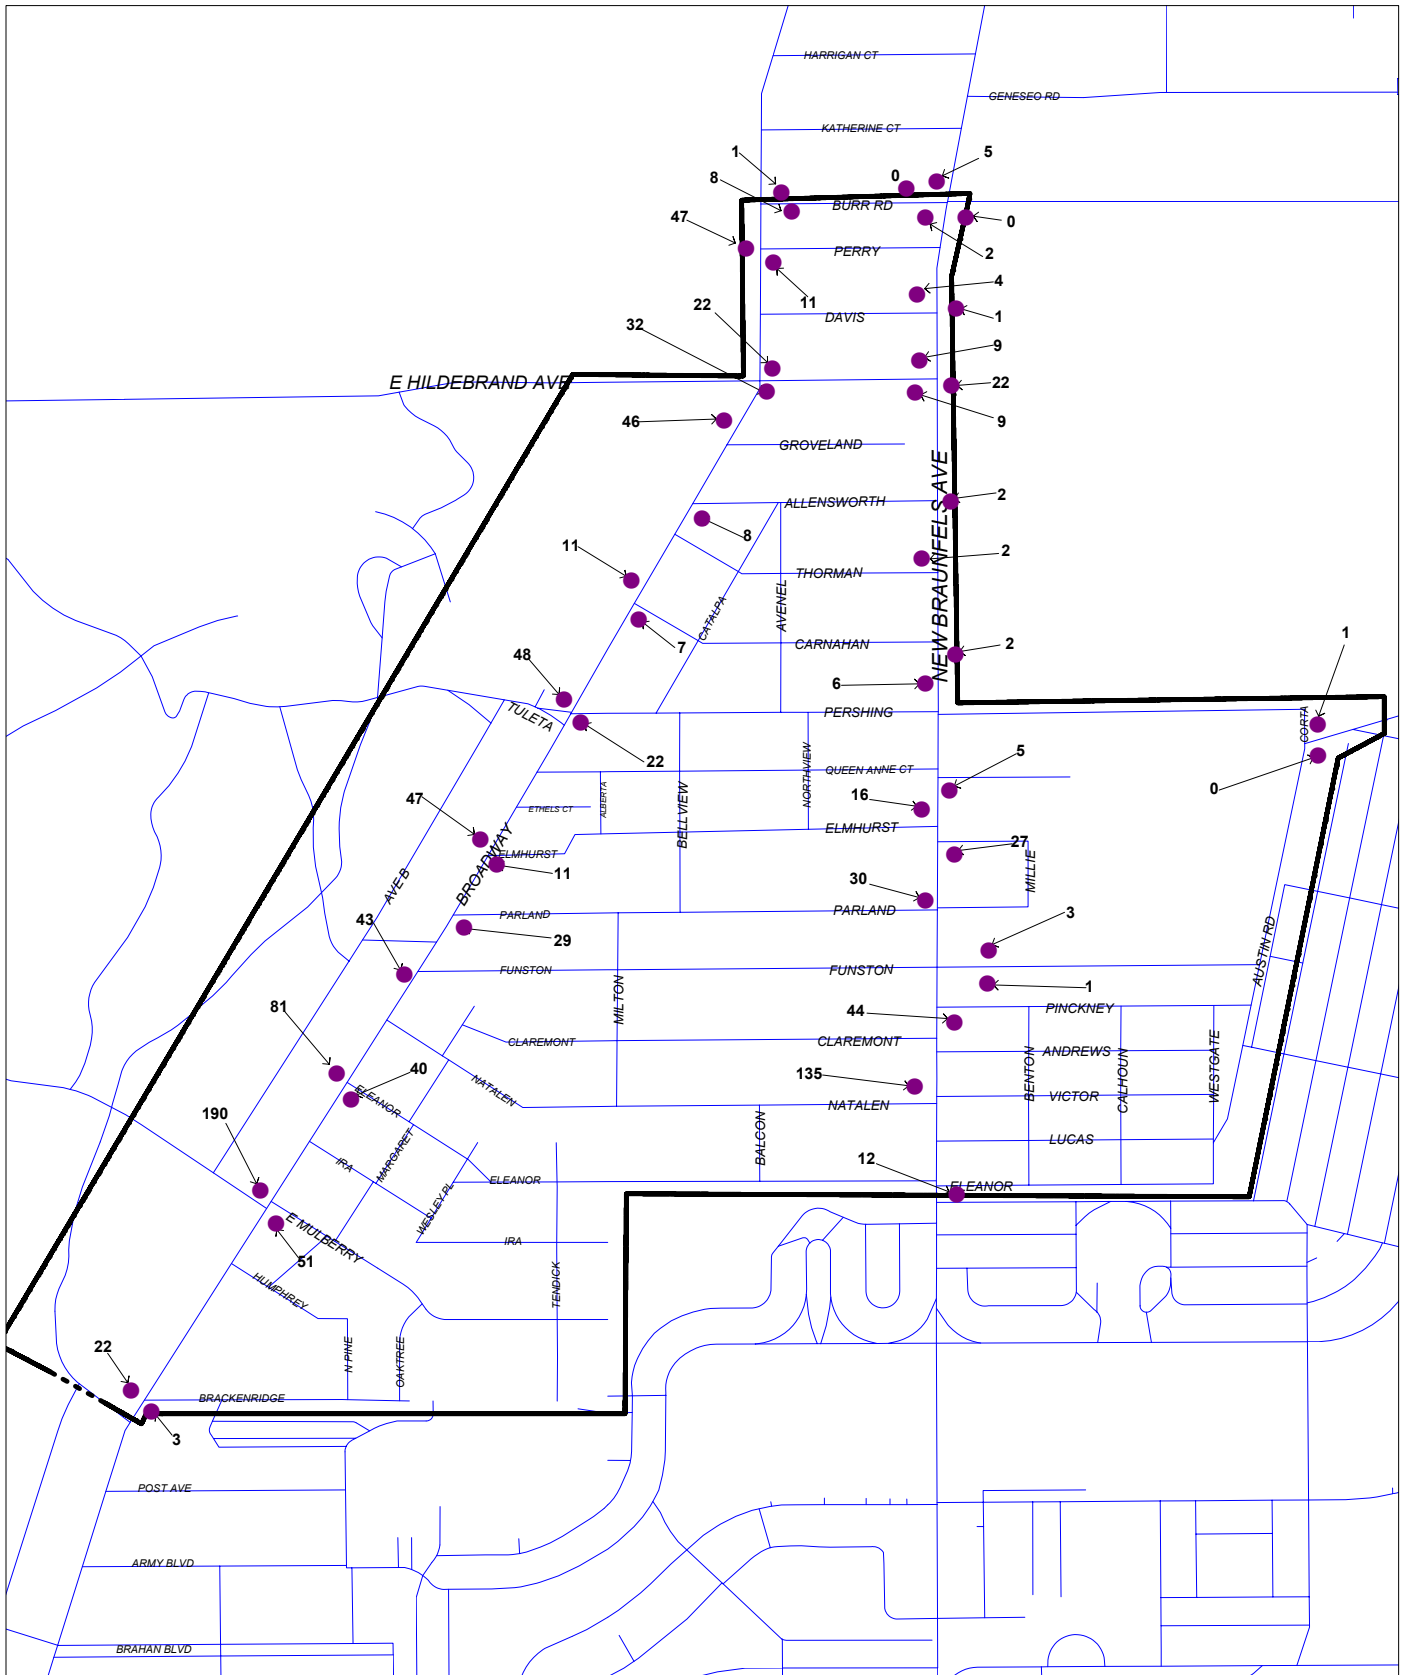 HARRIGAN CT
GENESEO RD
KATHERINE CT
1
5
8
0
BURR RD
47
0
PERRY
2
4
11
22
DAVIS
1
32
9
E HILDEBRAND AVE
22
46
9
GROVELAND
NEW BRAUNFELS AVE
ALLENSWORTH
2
8
11
2
THORMAN
CATALPA
AVENEL
1
CARNAHAN
7
2
48
6
TULETA
PERSHING
CORTA
22
5
QUEEN ANNE CT
0
47
ETHELS CT
ALBERTA
BELLVIEW
NORTHVIEW
16
ELMHURST
BROADWAY
ELMHURST
27
11
MILLIE
AVE B
30
43
PARLAND
PARLAND
3
29
FUNSTON
FUNSTON
AUSTIN RD
81
MILTON
1
44
PINCKNEY
CLAREMONT
CLAREMONT
ANDREWS
WESTGATE
40
135
BENTON
CALHOUN
ELEANOR
NATALEN
NATALEN
VICTOR
190
IRA
MARGARET
BALCON
LUCAS
12
ELEANOR
ELEANOR
WESLEY PL
E MULBERRY
IRA
51
HUMPHREY
TENDICK
22
N PINE
OAKTREE
BRACKENRIDGE
3
POST AVE
ARMY BLVD
BRAHAN BLVD